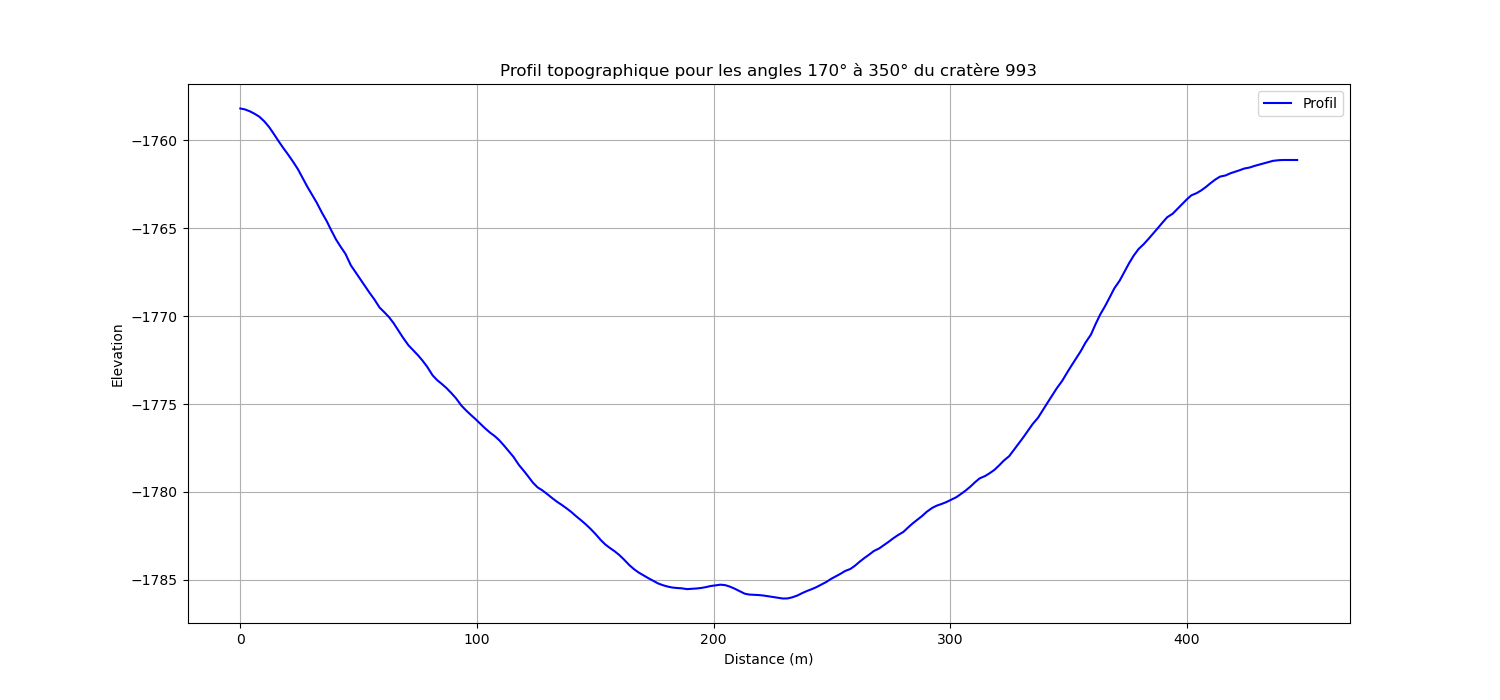 Profil topographique pour les angles 170° à 350° du cratère 993
Profil
−1760
−1765
−1770
−1775
−1780
−1785
Elevation
0 100 200 300 400
Distance (m)